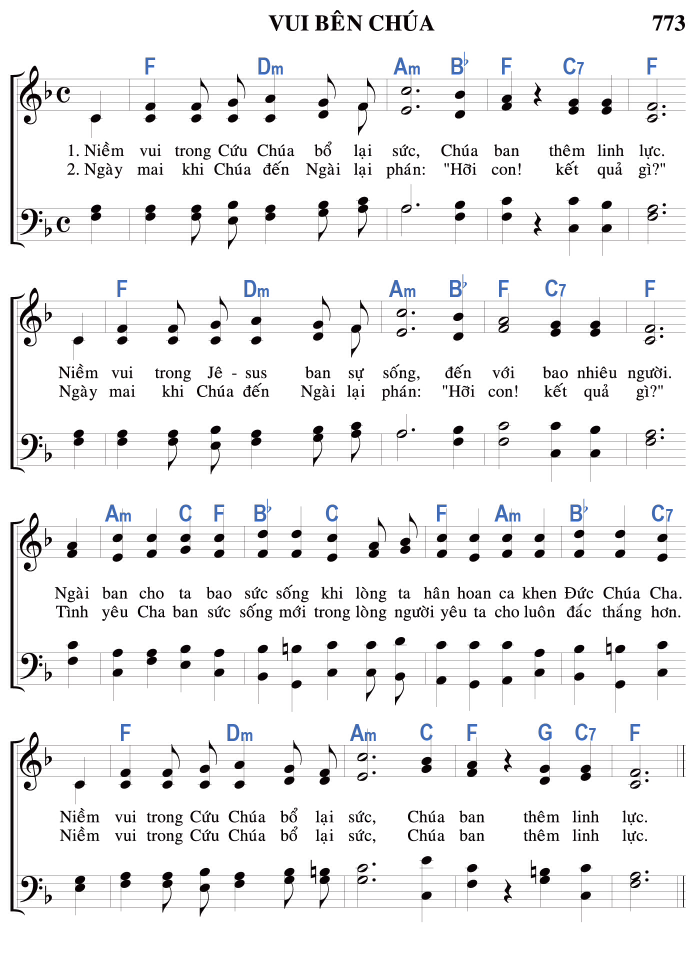 VUI BÊN CHÚA 773
F Dm Am B♭ F C7 F
1. Niềm vui trong Cứu Chúa bổ lại sức, Chúa ban thêm linh lực.
2. Ngày mai khi Chúa đến Ngài lại phán: "Hỡi con! kết quả gì?"
F Dm Am B♭ F C7 F
Niềm vui trong Jê - sus ban sự sống, đến với bao nhiêu người.
Ngày mai khi Chúa đến Ngài lại phán: "Hỡi con! kết quả gì?"
Am C F B♭ C F Am B♭ C7
Ngài ban cho ta bao sức sống khi lòng ta hân hoan ca khen Đức Chúa Cha.
Tình yêu Cha ban sức sống mới trong lòng người yêu ta cho luôn đắc thắng hơn.
F Dm Am C F G C7 F
Niềm vui trong Cứu Chúa bổ lại sức, Chúa ban thêm linh lực.
Niềm vui trong Cứu Chúa bổ lại sức, Chúa ban thêm linh lực.